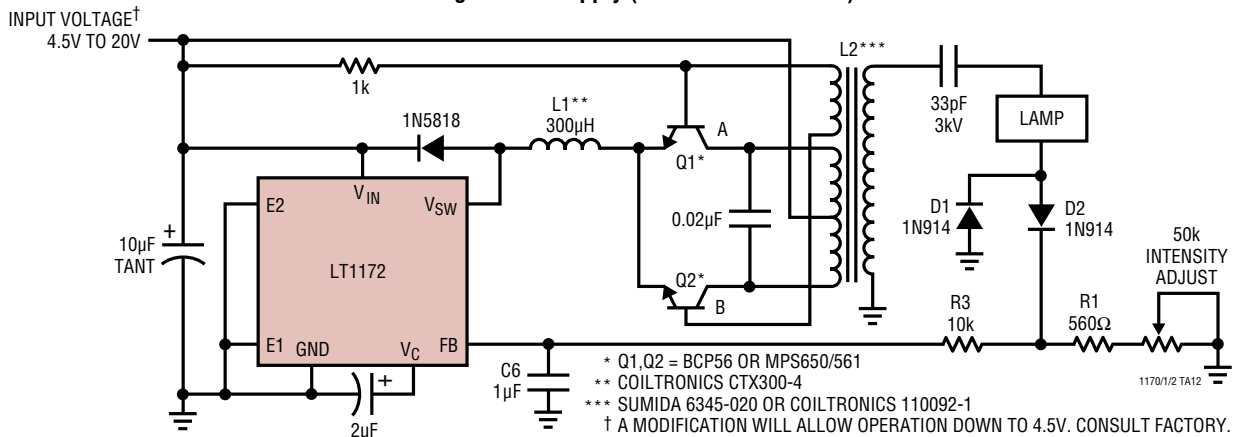 INPUT VOLTAGE†
4.5V TO 20V
1k
L2***
33pF
3kV
LAMP
L1**
300µH
1N5818
A
Q1*
VIN
E2
VSW
10µF
TANT
+
LT1172
0.02µF
Q2*
B
D1
1N914
D2
1N914
50k
INTENSITY
ADJUST
R3
10k
R1
560Ω
E1
GND
VC
FB
C6
1µF
+
2µF
* Q1,Q2 = BCP56 OR MPS650/561
** COILTRONICS CTX300-4
*** SUMIDA 6345-020 OR COILTRONICS 110092-1
† A MODIFICATION WILL ALLOW OPERATION DOWN TO 4.5V. CONSULT FACTORY.
1170/1/2 TA12